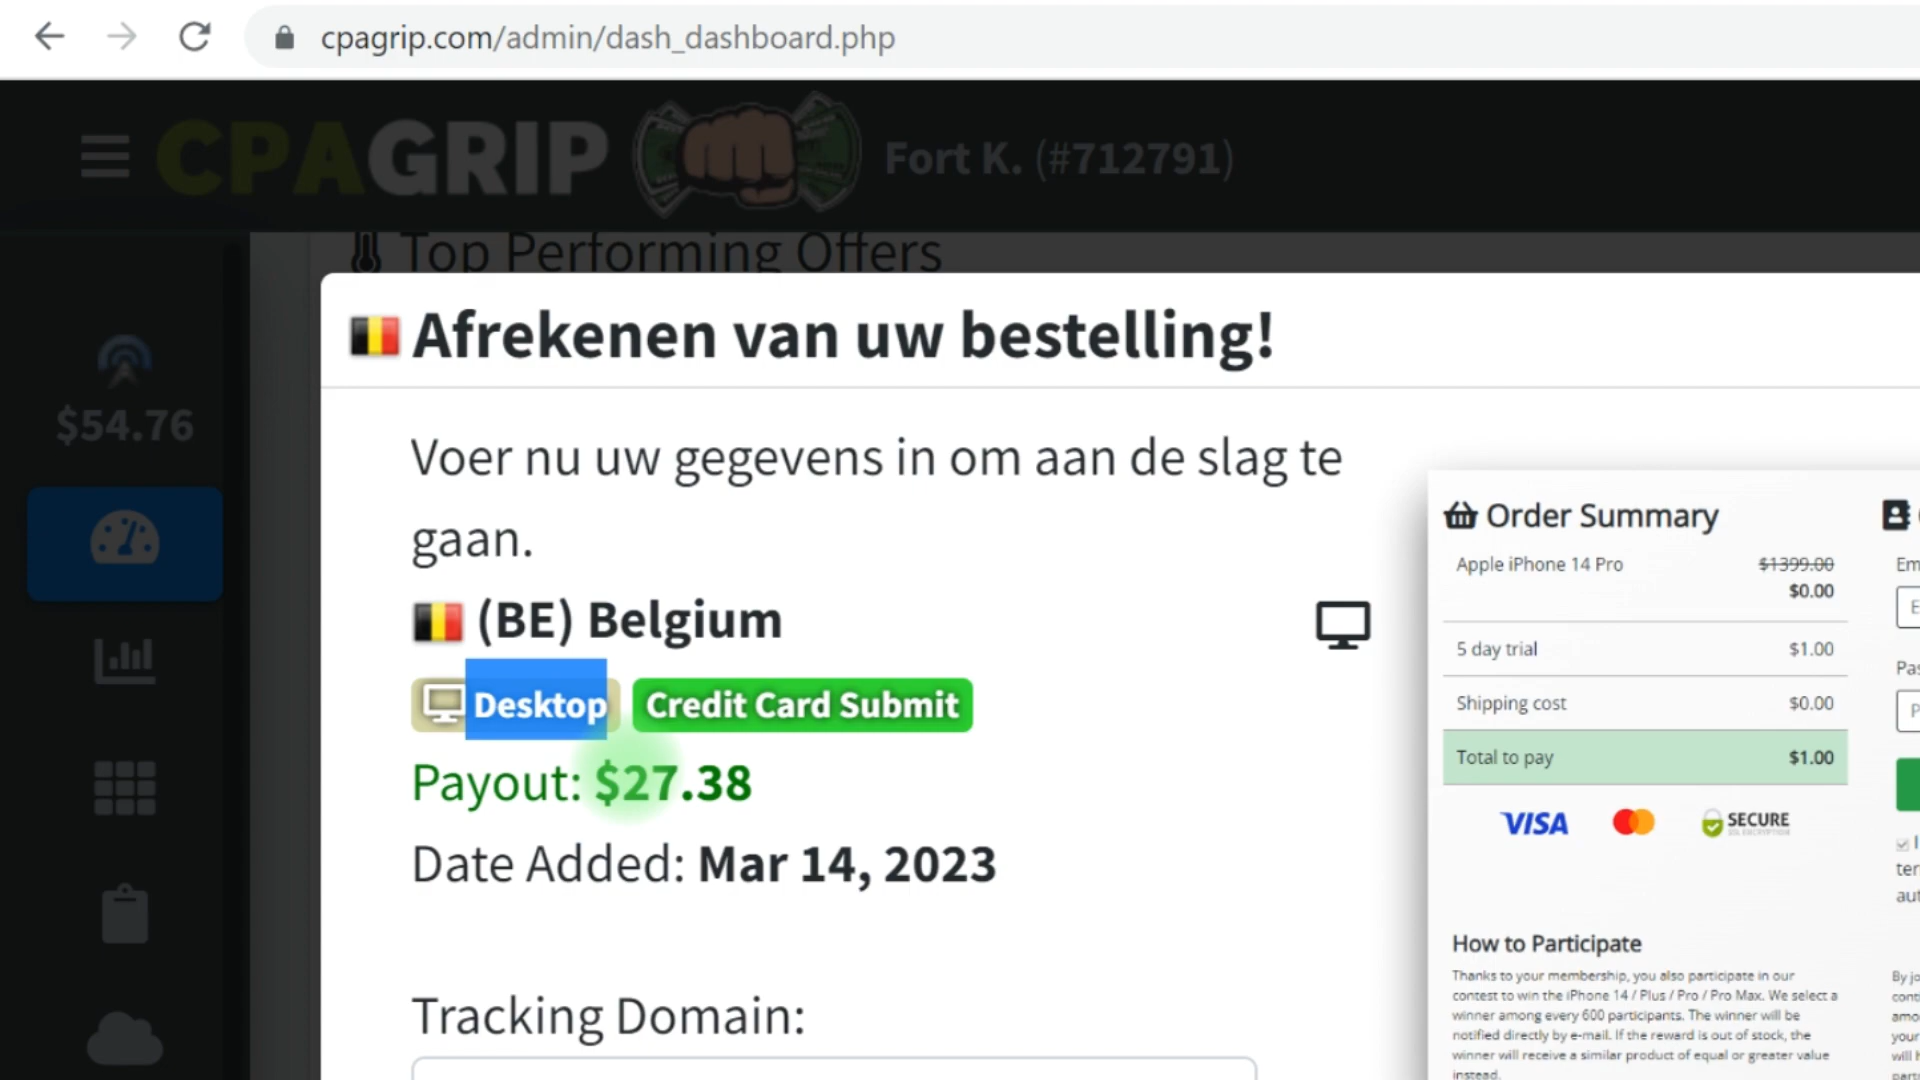 cpagrip.com/admin/dash_dashboard.php
CPAGRIP
Fort K. (#712791)
Top Performing Offers
Afrekenen van uw bestelling!
$54.76
Voer nu uw gegevens in om aan de slag te
gaan.
(BE) Belgium
Desktop
Credit Card Submit
Payout: $27.38
Date Added: Mar 14, 2023
Tracking Domain:
Order Summary
Apple iPhone 14 Pro
$1399.00
$0.00
5 day trial
$1.00
Shipping cost
$0.00
Total to pay
$1.00
VISA
SECURE
How to Participate
Thanks to your membership, you also participate in our
contest to win the iPhone 14 / Plus / Pro / Pro Max. We select a
winner among every 600 participants. The winner will be
notified directly by e-mail. If the reward is out of stock, the
winner will receive a similar product of equal or greater value
instead.